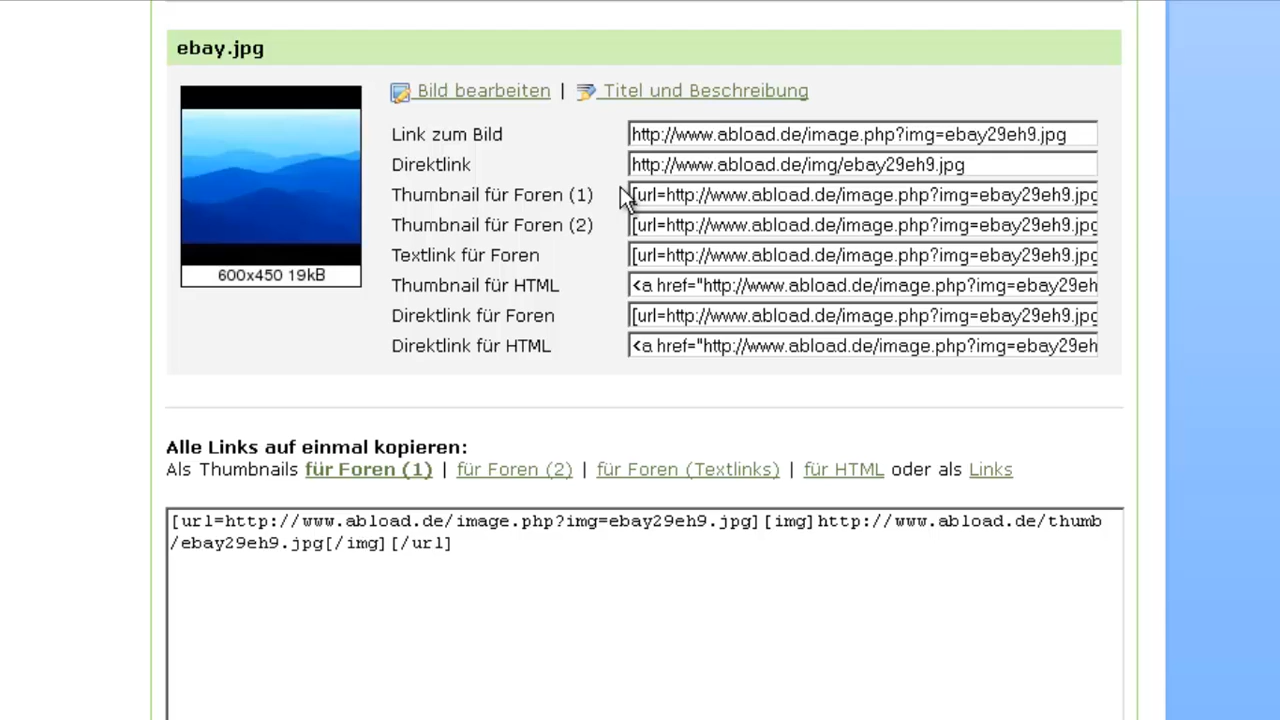 ebay.jpg
Bild bearbeiten | Titel und Beschreibung
600x450 19kB
Link zum Bild http://www.abload.de/image.php?img=ebay29eh9.jpg
Direktlink http://www.abload.de/img/ebay29eh9.jpg
Thumbnail für Foren (1) [url=http://www.abload.de/image.php?img=ebay29eh9.jpg
Thumbnail für Foren (2) [url=http://www.abload.de/image.php?img=ebay29eh9.jpg
Textlink für Foren [url=http://www.abload.de/image.php?img=ebay29eh9.jpg
Thumbnail für HTML <a href="http://www.abload.de/image.php?img=ebay29eh
Direktlink für Foren [url=http://www.abload.de/image.php?img=ebay29eh9.jpg
Direktlink für HTML <a href="http://www.abload.de/image.php?img=ebay29eh
Alle Links auf einmal kopieren:
Als Thumbnails für Foren (1) | für Foren (2) | für Foren (Textlinks) | für HTML oder als Links
[url=http://www.abload.de/image.php?img=ebay29eh9.jpg][img]http://www.abload.de/thumb
/ebay29eh9.jpg[/img][/url]